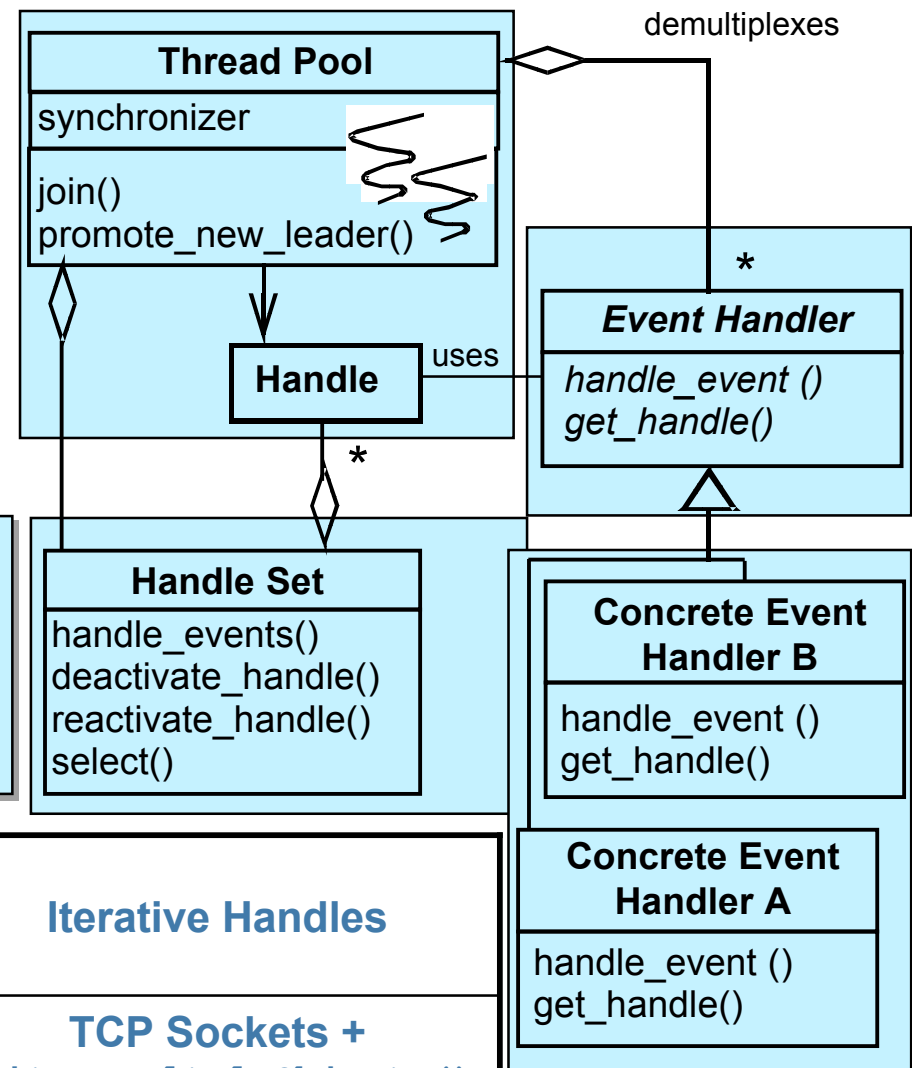 demultiplexes
Thread Pool
synchronizer
join()
promote_new_leader()
*
Event Handler
handle_event ()
get_handle()
uses
Handle
*
Handle Set
handle_events()
deactivate_handle()
reactivate_handle()
select()
Concrete Event
Handler B
handle_event ()
get_handle()
Concrete Event
Handler A
handle_event ()
get_handle()
Iterative Handles
TCP Sockets +